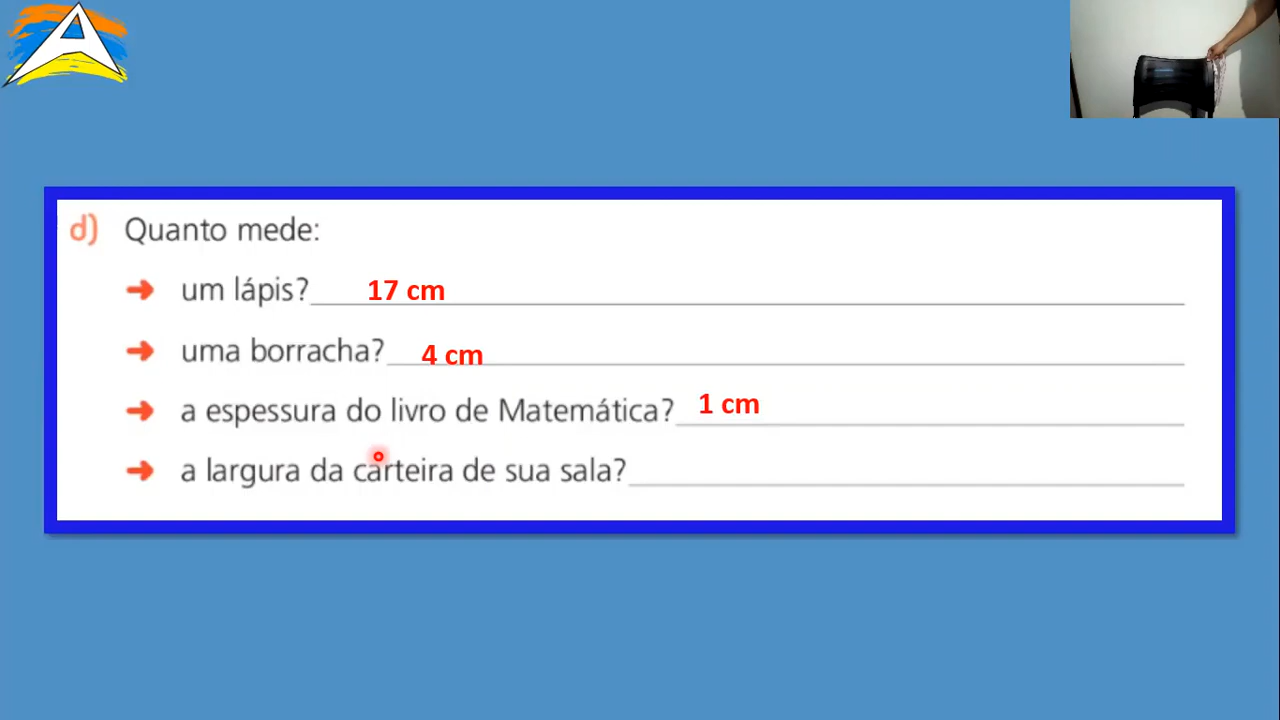 d) Quanto mede:
um lápis? 17 cm
uma borracha? 4 cm
a espessura do livro de Matemática? 1 cm
a largura da carteira de sua sala?